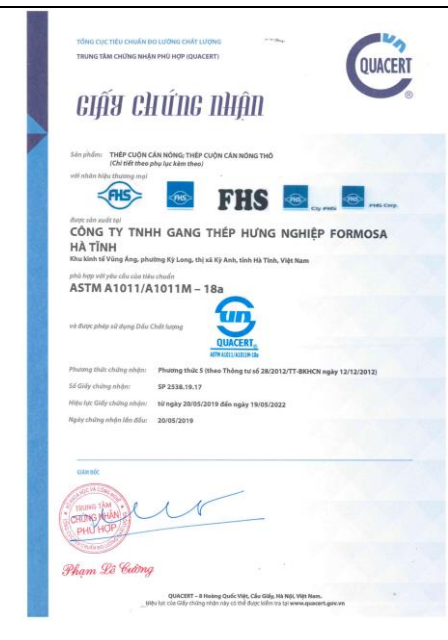 TỔNG CỤC TIÊU CHUẨN ĐO LƯỜNG CHẤT LƯỢNG
TRUNG TÂM CHỨNG NHẬN PHÙ HỢP (QUACERT)
QUACERT
®
GIẤY CHỨNG NHẬN
Sản phẩm: THÉP CUỘN CÁN NÓNG; THÉP CUỘN CÁN NÓNG THÔ
(Chi tiết theo phụ lục kèm theo)
với nhãn hiệu thương mại
FHS FHS FHS FHS City FHS FHS FHS Corp.
được sản xuất tại
CÔNG TY TNHH GANG THÉP HƯNG NGHIỆP FORMOSA
HÀ TĨNH
Khu kinh tế Vũng Áng, phường Kỳ Long, thị xã Kỳ Anh, tỉnh Hà Tĩnh, Việt Nam
phù hợp với yêu cầu của tiêu chuẩn
ASTM A1011/A1011M – 18a
và được phép sử dụng Dấu Chất lượng
QUACERT
ASTM A1011/A1011M-18a
Phương thức chứng nhận: Phương thức 5 (theo Thông tư số 28/2012/TT-BKHCN ngày 12/12/2012)
Số Giấy chứng nhận: SP 2538.19.17
Hiệu lực Giấy chứng nhận: từ ngày 20/05/2019 đến ngày 19/05/2022
Ngày chứng nhận lần đầu: 20/05/2019
GIÁM ĐỐC
TRUNG TÂM
CHỨNG NHẬN
PHÙ HỢP
Phạm Lê Cường
QUACERT – 8 Hoàng Quốc Việt, Cầu Giấy, Hà Nội, Việt Nam.
Hiệu lực của Giấy chứng nhận này có thể được kiểm tra tại www.quacert.gov.vn